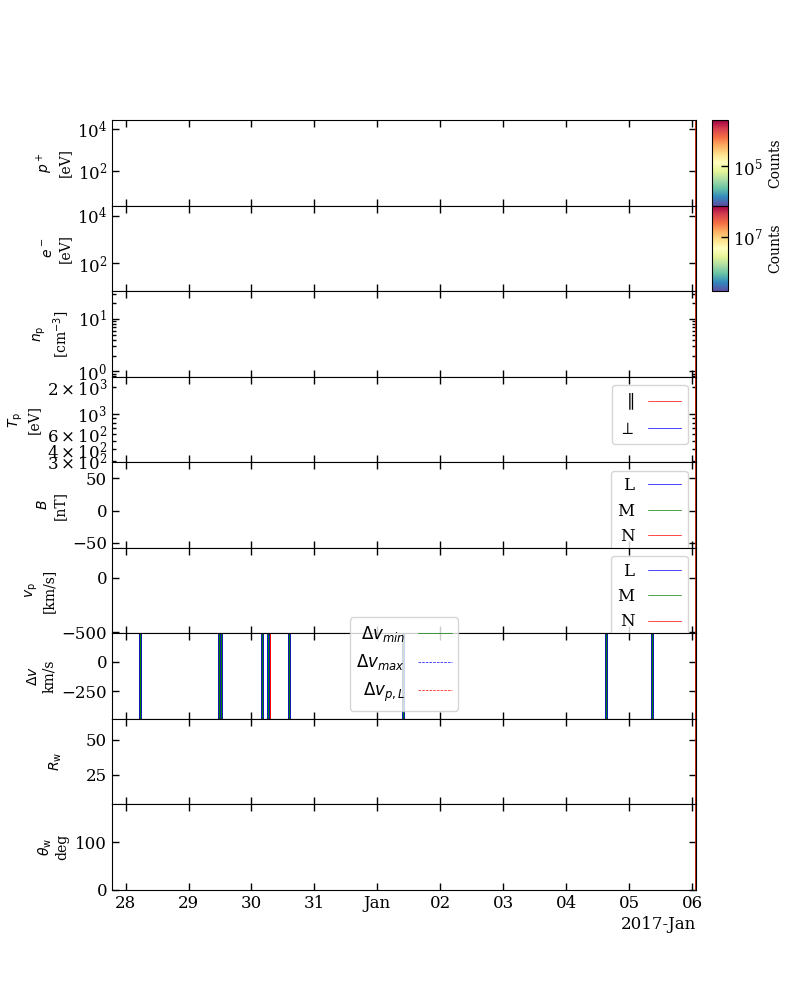 10⁴
10²
p⁺
[eV]
10⁵
Counts
10⁴
10²
e⁻
[eV]
10⁷
Counts
10¹
10⁰
nₚ
[cm⁻³]
2×10³
10³
6×10²
4×10²
3×10²
Tₚ
[eV]
∥
⊥
50
0
−50
B
[nT]
L
M
N
0
−500
vₚ
[km/s]
L
M
N
0
−250
Δv
km/s
Δv_min
Δv_max
Δv_p,L
50
25
R_w
100
0
θ_w
deg
28 29 30 31 Jan 02 03 04 05 06
2017-Jan